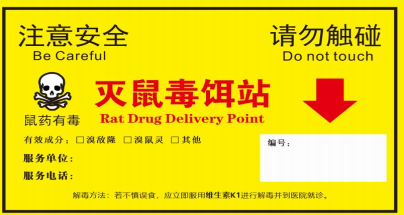 注意安全 请勿触碰
Be Careful Do not touch
灭鼠毒饵站
Rat Drug Delivery Point
鼠药有毒
有效成分：□溴敌隆 □溴鼠灵 □其他
编号：
服务单位：
服务电话：
解毒方法：若不慎误食，应立即服用维生素K1进行解毒并到医院就诊。